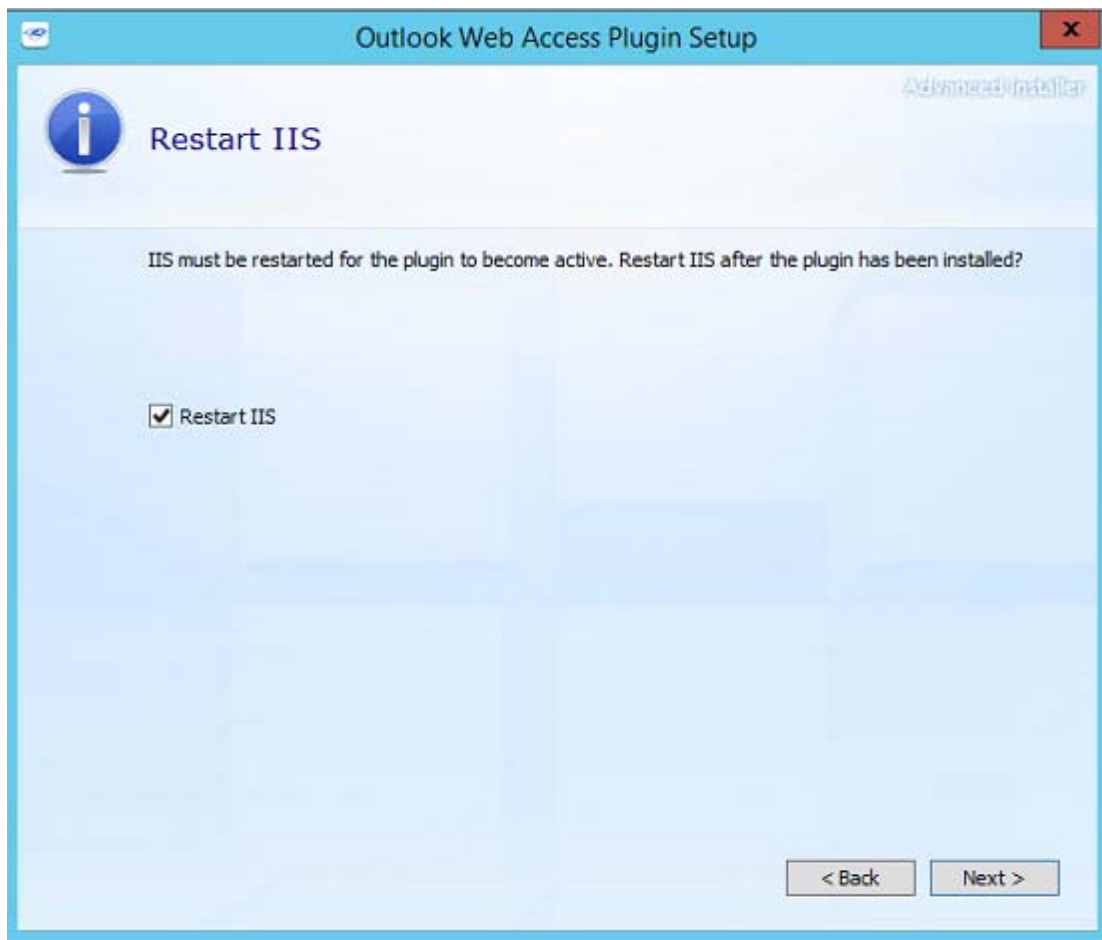 Outlook Web Access Plugin Setup
x
Advanced Installer
Restart IIS
IIS must be restarted for the plugin to become active. Restart IIS after the plugin has been installed?
Restart IIS
< Back
Next >